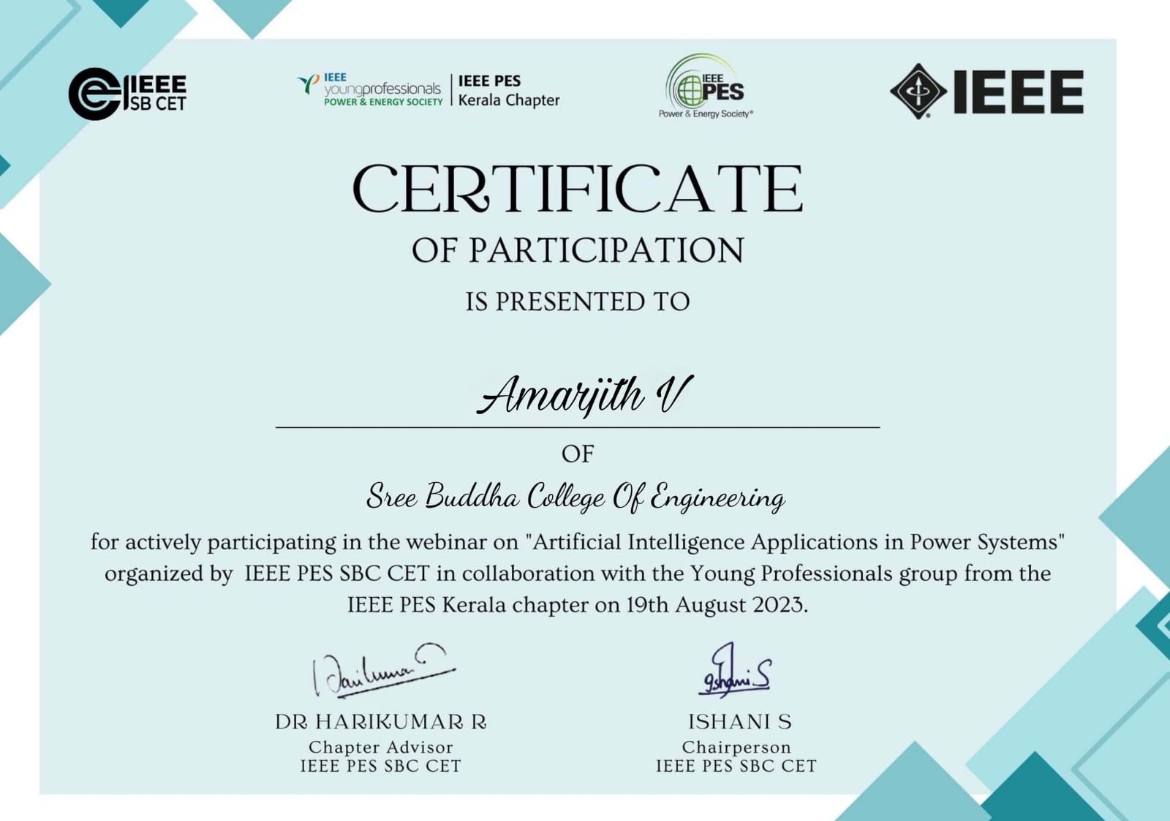 IEEE
SB CET
IEEE
youngprofessionals
POWER & ENERGY SOCIETY
IEEE PES
Kerala Chapter
IEEE
PES
Power & Energy Society®
IEEE
CERTIFICATE
OF PARTICIPATION
IS PRESENTED TO
Amarjith V
OF
Sree Buddha College Of Engineering
for actively participating in the webinar on "Artificial Intelligence Applications in Power Systems"
organized by IEEE PES SBC CET in collaboration with the Young Professionals group from the
IEEE PES Kerala chapter on 19th August 2023.
Harikumar
Ishani S
DR HARIKUMAR R
Chapter Advisor
IEEE PES SBC CET
ISHANI S
Chairperson
IEEE PES SBC CET